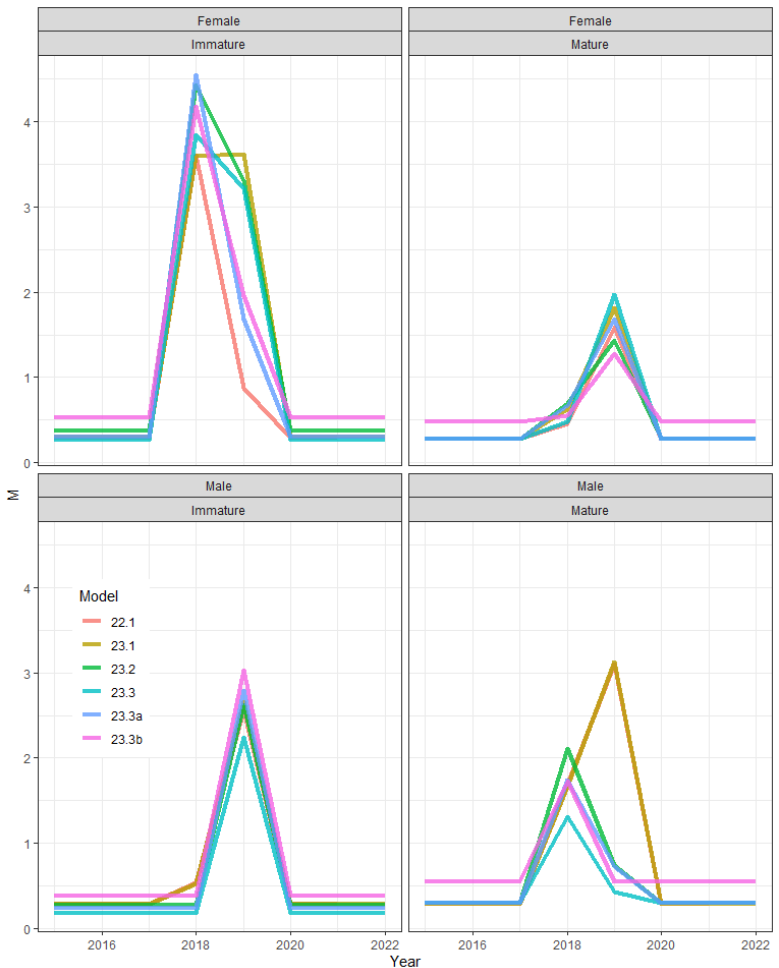 Female Female
Immature Mature
4
3
2
1
0
Male Male
Immature Mature
M
4
3
2
1
0
Model
22.1
23.1
23.2
23.3
23.3a
23.3b
2016 2018 2020 2022 2016 2018 2020 2022
Year